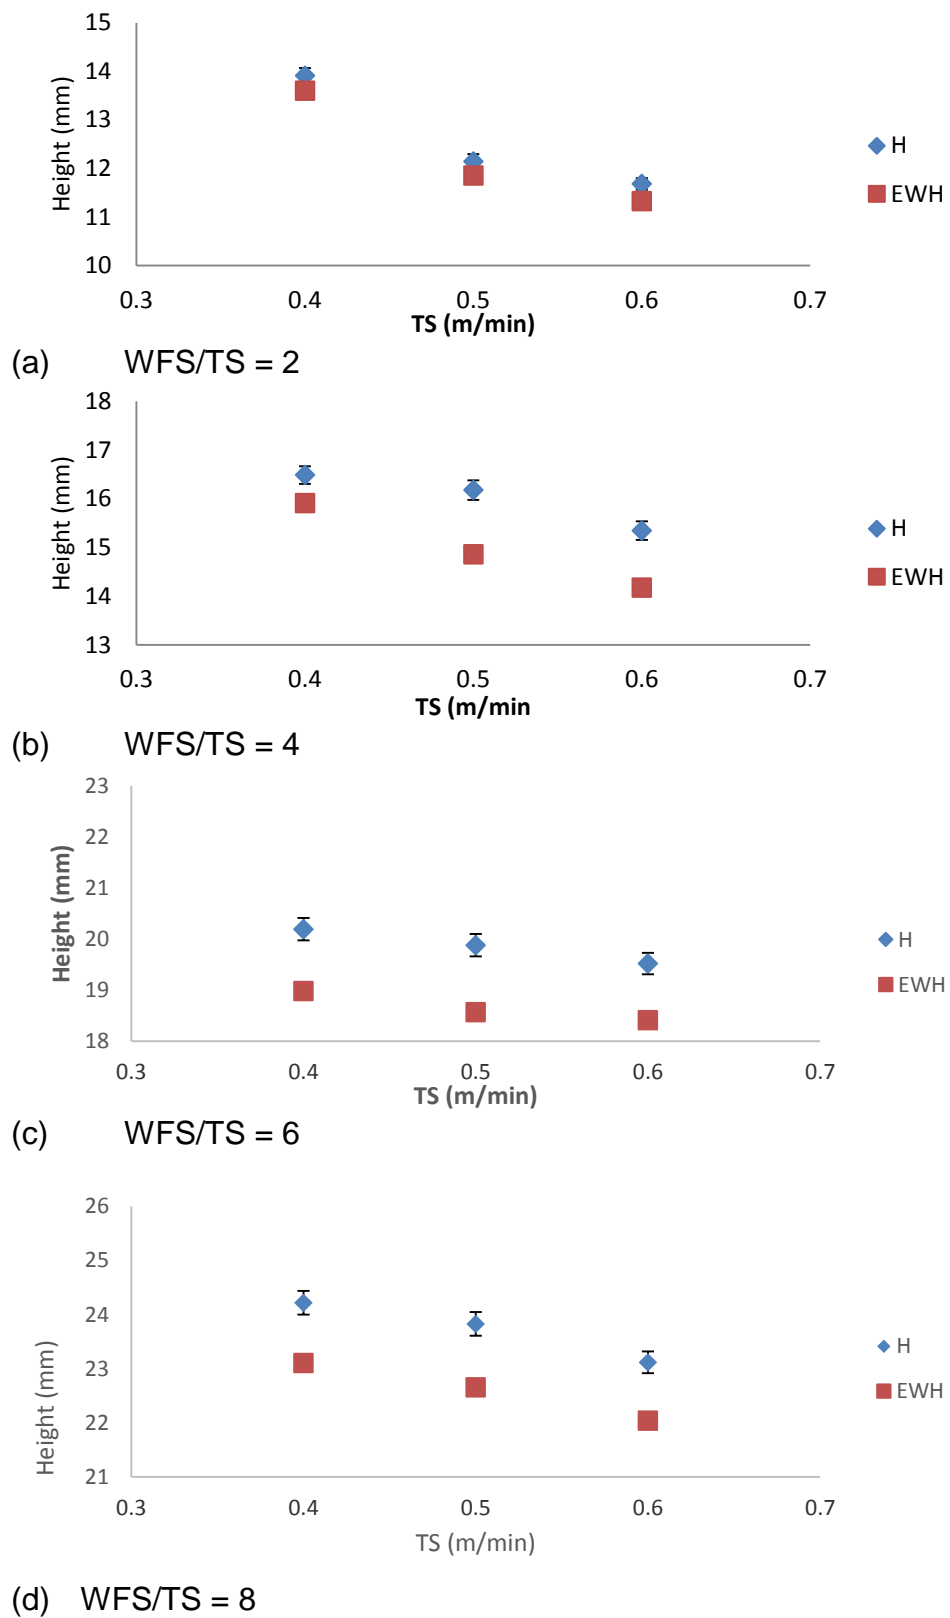 15
14
13
12
11
10
Height (mm)
H
EWH
0.3 0.4 0.5 0.6 0.7
TS (m/min)
(a) WFS/TS = 2
18
17
16
15
14
13
Height (mm)
H
EWH
0.3 0.4 0.5 0.6 0.7
TS (m/min
(b) WFS/TS = 4
23
22
21
20
19
18
Height (mm)
H
EWH
0.3 0.4 0.5 0.6 0.7
TS (m/min)
(c) WFS/TS = 6
26
25
24
23
22
21
Height (mm)
H
EWH
0.3 0.4 0.5 0.6 0.7
TS (m/min)
(d) WFS/TS = 8